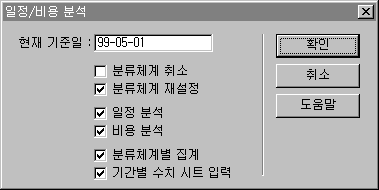 일정/비용 분석
현재 기준일 : 99-05-01
확인
분류체계 취소
취소
분류체계 재설정
도움말
일정 분석
비용 분석
분류체계별 집계
기간별 수치 시트 입력